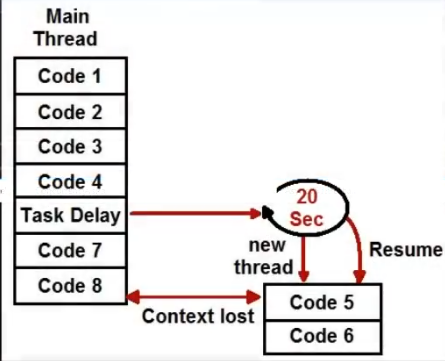 Main
Thread
Code 1
Code 2
Code 3
Code 4
Task Delay
Code 7
Code 8
20
Sec
new
thread
Resume
Context lost
Code 5
Code 6